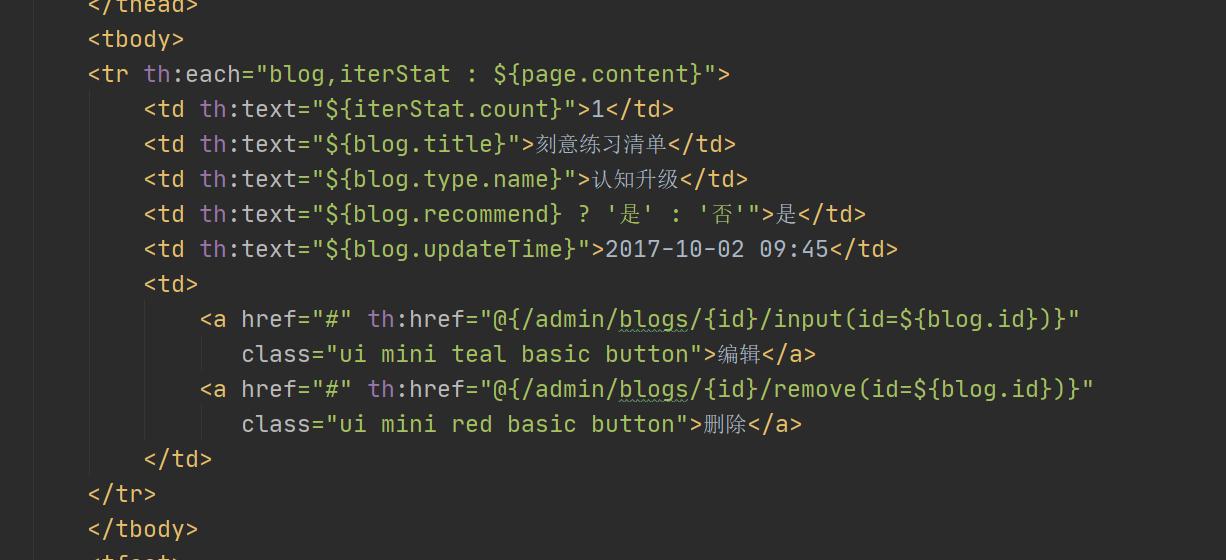 </thead>
<tbody>
<tr th:each="blog,iterStat : ${page.content}">
<td th:text="${iterStat.count}">1</td>
<td th:text="${blog.title}">刻意练习清单</td>
<td th:text="${blog.type.name}">认知升级</td>
<td th:text="${blog.recommend} ? '是' : '否'">是</td>
<td th:text="${blog.updateTime}">2017-10-02 09:45</td>
<td>
<a href="#" th:href="@{/admin/blogs/{id}/input(id=${blog.id})}"
class="ui mini teal basic button">编辑</a>
<a href="#" th:href="@{/admin/blogs/{id}/remove(id=${blog.id})}"
class="ui mini red basic button">删除</a>
</td>
</tr>
</tbody>
<tfoot>